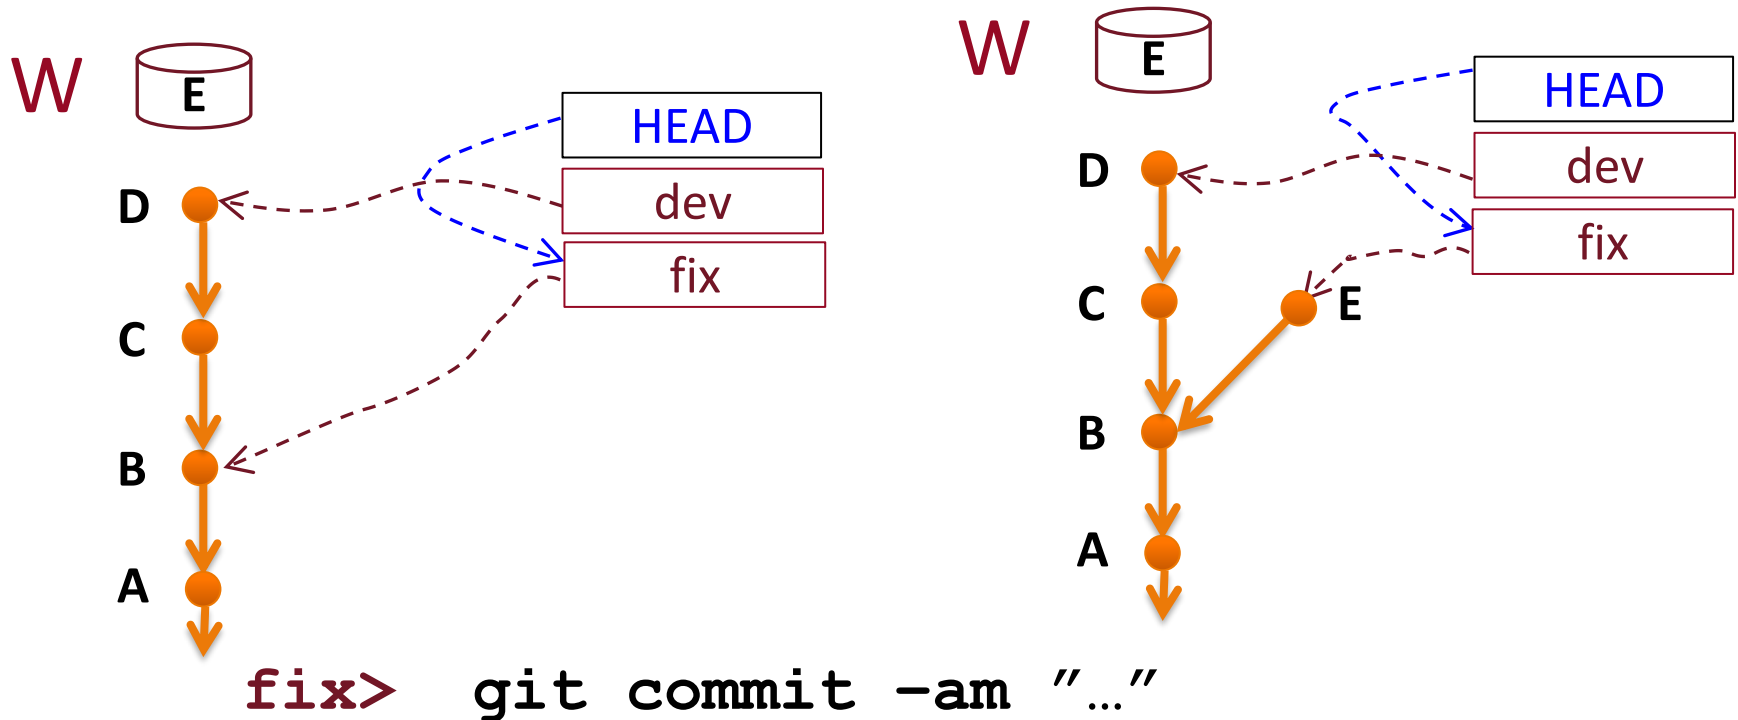 W
E
HEAD
dev
fix
D
C
B
A
W
E
HEAD
dev
fix
D
C
E
B
A
fix> git commit –am ”…”